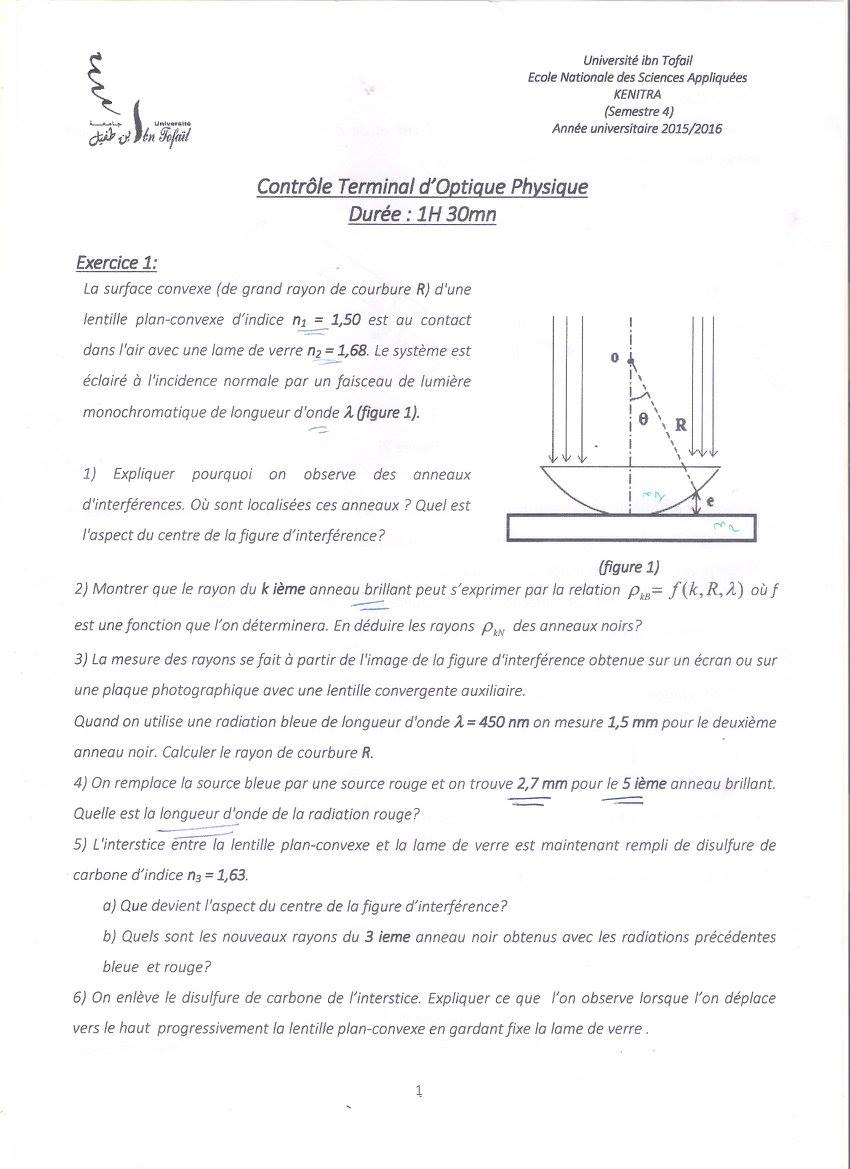 Université ibn Tofail
Ecole Nationale des Sciences Appliquées
KENITRA
(Semestre 4)
Année universitaire 2015/2016
جامعة
Université
ابن طفيل Ibn Tofaïl
Contrôle Terminal d'Optique Physique
Durée : 1H 30mn
Exercice 1:
La surface convexe (de grand rayon de courbure R) d'une
lentille plan-convexe d'indice n₁ = 1,50 est au contact
dans l'air avec une lame de verre n₂ = 1,68. Le système est
éclairé à l'incidence normale par un faisceau de lumière
monochromatique de longueur d'onde λ (figure 1).
1) Expliquer pourquoi on observe des anneaux
d'interférences. Où sont localisées ces anneaux ? Quel est
l'aspect du centre de la figure d'interférence?
o
θ
R
e
n₁
n₂
(figure 1)
2) Montrer que le rayon du k ième anneau brillant peut s'exprimer par la relation ρkB= f(k,R,λ) où f
est une fonction que l'on déterminera. En déduire les rayons ρkN des anneaux noirs?
3) La mesure des rayons se fait à partir de l'image de la figure d'interférence obtenue sur un écran ou sur
une plaque photographique avec une lentille convergente auxiliaire.
Quand on utilise une radiation bleue de longueur d'onde λ = 450 nm on mesure 1,5 mm pour le deuxième
anneau noir. Calculer le rayon de courbure R.
4) On remplace la source bleue par une source rouge et on trouve 2,7 mm pour le 5 ième anneau brillant.
Quelle est la longueur d'onde de la radiation rouge?
5) L'interstice entre la lentille plan-convexe et la lame de verre est maintenant rempli de disulfure de
carbone d'indice n₃ = 1,63.
a) Que devient l'aspect du centre de la figure d'interférence?
b) Quels sont les nouveaux rayons du 3 ieme anneau noir obtenus avec les radiations précédentes
bleue et rouge?
6) On enlève le disulfure de carbone de l'interstice. Expliquer ce que l'on observe lorsque l'on déplace
vers le haut progressivement la lentille plan-convexe en gardant fixe la lame de verre .
1